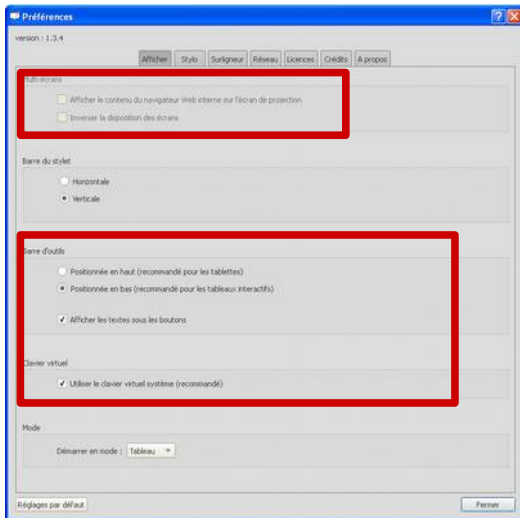 Préférences
version : 1.3.4
Afficher Stylo Surligneur Réseau Licences Crédits A propos
Multi-écrans
Afficher le contenu du navigateur Web interne sur l'écran de projection
Inverser la disposition des écrans
Barre du stylet
Horizontale
Verticale
Barre d'outils
Positionnée en haut (recommandé pour les tablettes)
Positionnée en bas (recommandé pour les tableaux interactifs)
Afficher les textes sous les boutons
Clavier virtuel
Utiliser le clavier virtuel système (recommandé)
Mode
Démarrer en mode : Tableau
Réglages par défaut Fermer